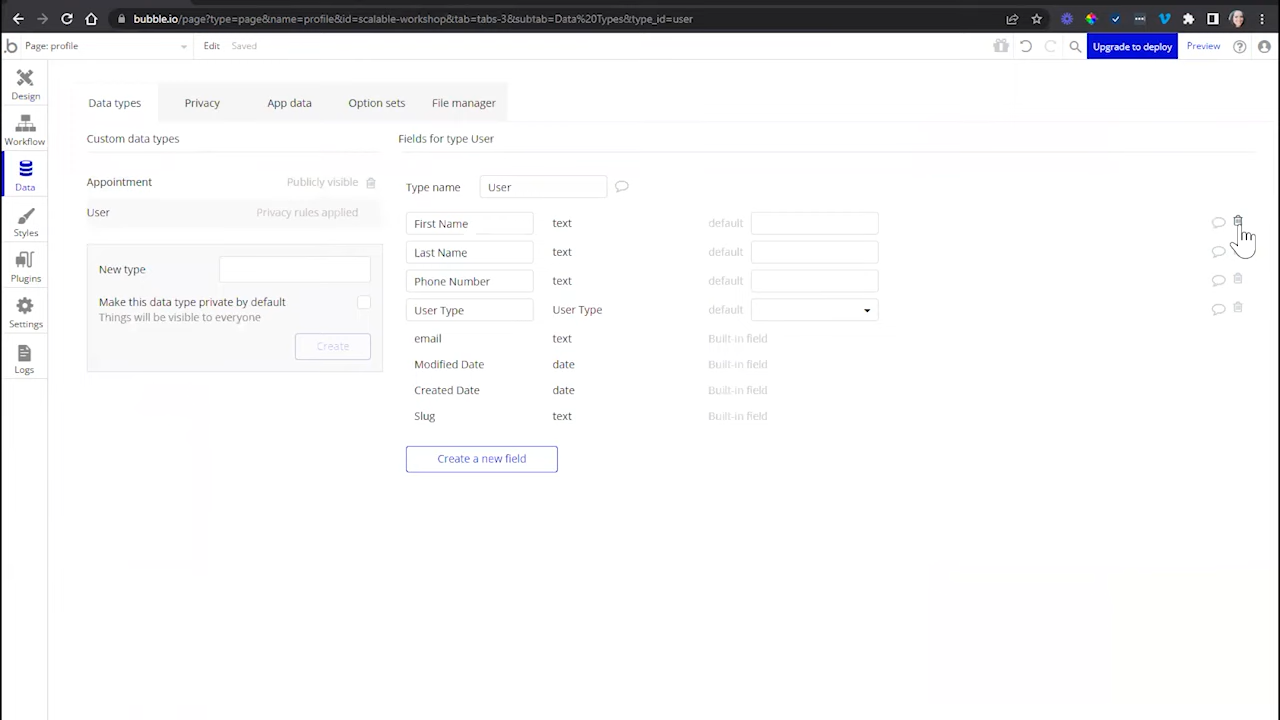 bubble.io/page?type=page&name=profile&id=scalable-workshop&tab=tabs-3&subtab=Data%20Types&type_id=user
Page: profile Edit Saved Upgrade to deploy Preview
Design
Workflow
Data
Styles
Plugins
Settings
Logs
Data types Privacy App data Option sets File manager
Custom data types
Appointment Publicly visible
User Privacy rules applied
New type
Make this data type private by default
Things will be visible to everyone
Create
Fields for type User
Type name User
First Name text default
Last Name text default
Phone Number text default
User Type User Type default
email text Built-in field
Modified Date date Built-in field
Created Date date Built-in field
Slug text Built-in field
Create a new field